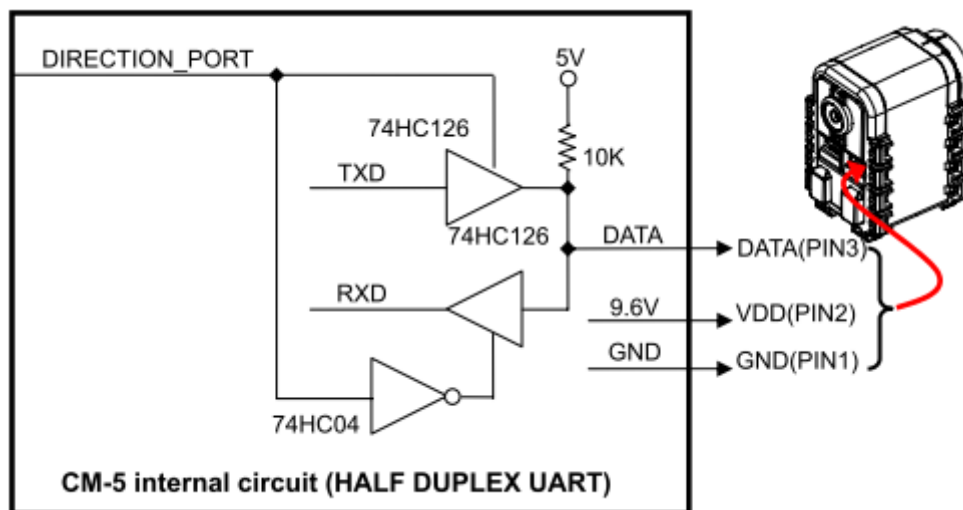 DIRECTION_PORT
5V
74HC126
10K
TXD
74HC126
DATA
DATA(PIN3)
RXD
9.6V
VDD(PIN2)
GND
GND(PIN1)
74HC04
CM-5 internal circuit (HALF DUPLEX UART)